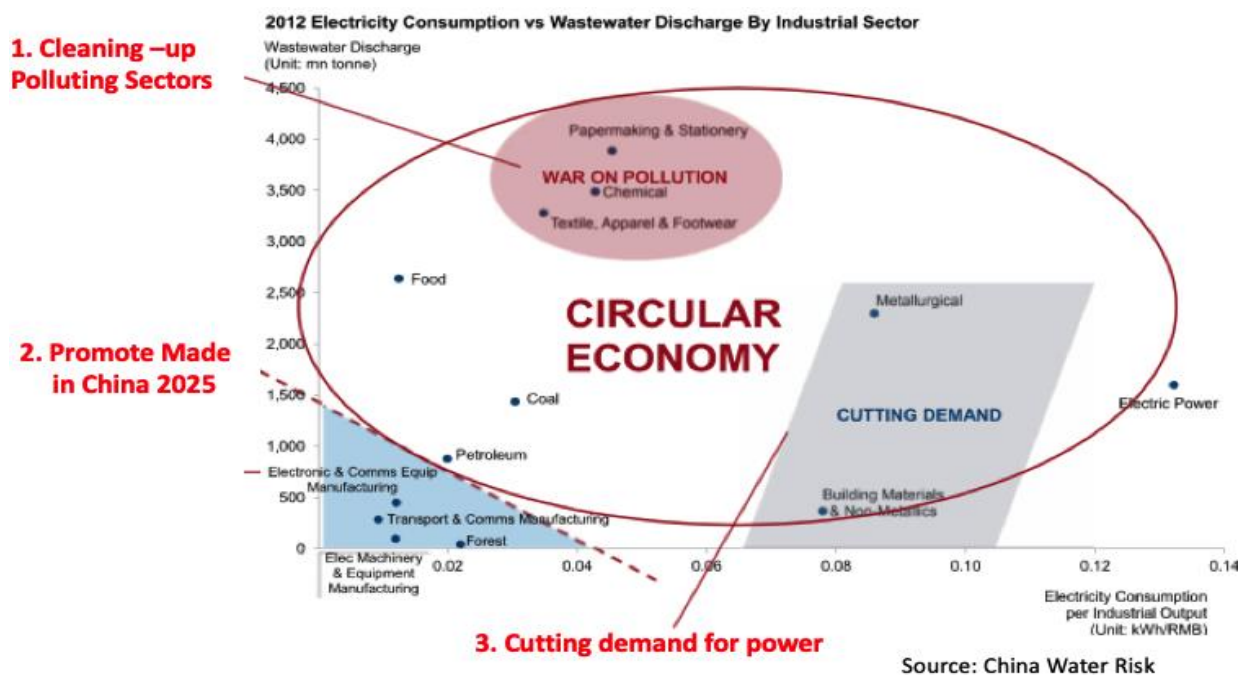 2012 Electricity Consumption vs Wastewater Discharge By Industrial Sector
1. Cleaning –up
Polluting Sectors
Wastewater Discharge
(Unit: mn tonne)
4,500
4,000
3,500
3,000
2,500
2,000
1,500
1,000
500
0
Papermaking & Stationery
WAR ON POLLUTION
Chemical
Textile, Apparel & Footwear
Food
CIRCULAR
ECONOMY
Metallurgical
2. Promote Made
in China 2025
Coal
Electric Power
CUTTING DEMAND
Petroleum
Electronic & Comms Equip
Manufacturing
Building Materials
& Non-Metallics
Transport & Comms Manufacturing
Forest
Elec Machinery
& Equipment
Manufacturing
0.02
0.04
0.06
0.08
0.10
0.12
0.14
Electricity Consumption
per Industrial Output
(Unit: kWh/RMB)
3. Cutting demand for power
Source: China Water Risk